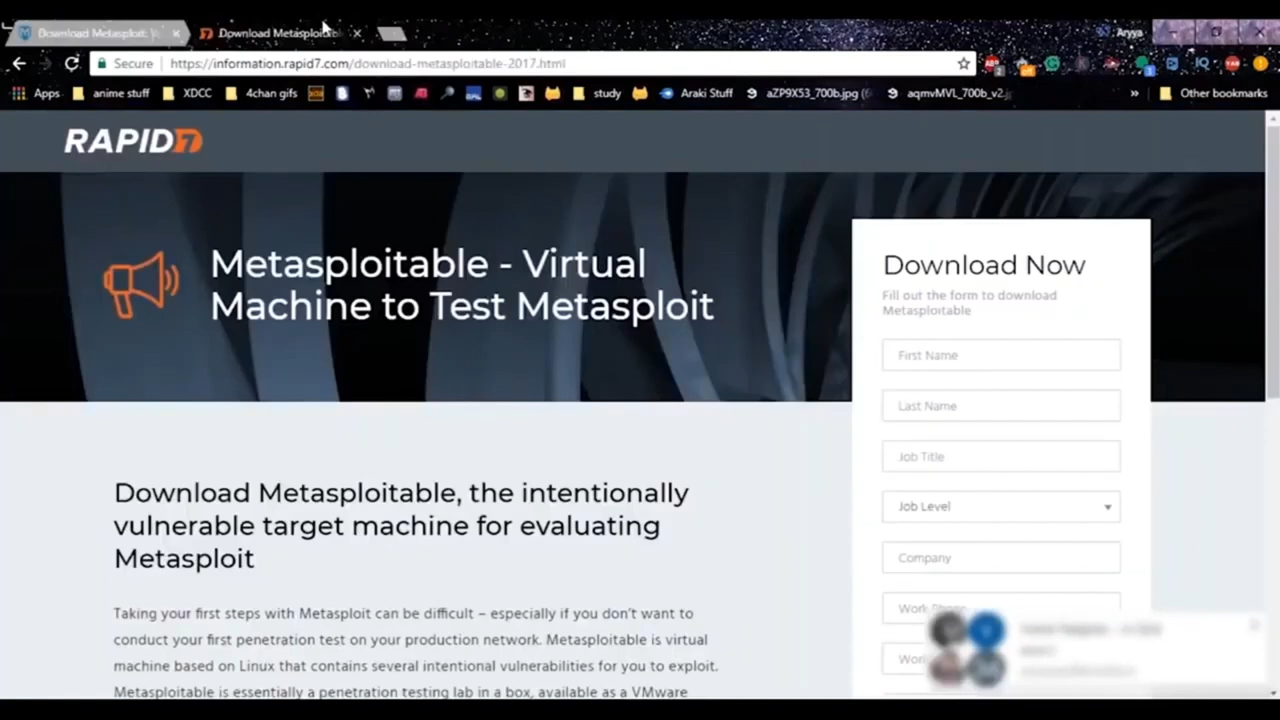 Download Metasploit: \
Download Metasploitabl
Aryya
Secure
https://information.rapid7.com/download-metasploitable-2017.html
Apps
anime stuff
XDCC
4chan gifs
study
Araki Stuff
aZP9X53_700b.jpg (6
aqmvMVL_700b_v2.j
»
Other bookmarks
RAPID7
Metasploitable - Virtual
Machine to Test Metasploit
Download Now
Fill out the form to download
Metasploitable
First Name
Last Name
Job Title
Job Level
Company
Work Phone
Download Metasploitable, the intentionally
vulnerable target machine for evaluating
Metasploit
Taking your first steps with Metasploit can be difficult – especially if you don't want to
conduct your first penetration test on your production network. Metasploitable is virtual
machine based on Linux that contains several intentional vulnerabilities for you to exploit.
Metasploitable is essentially a penetration testing lab in a box, available as a VMware